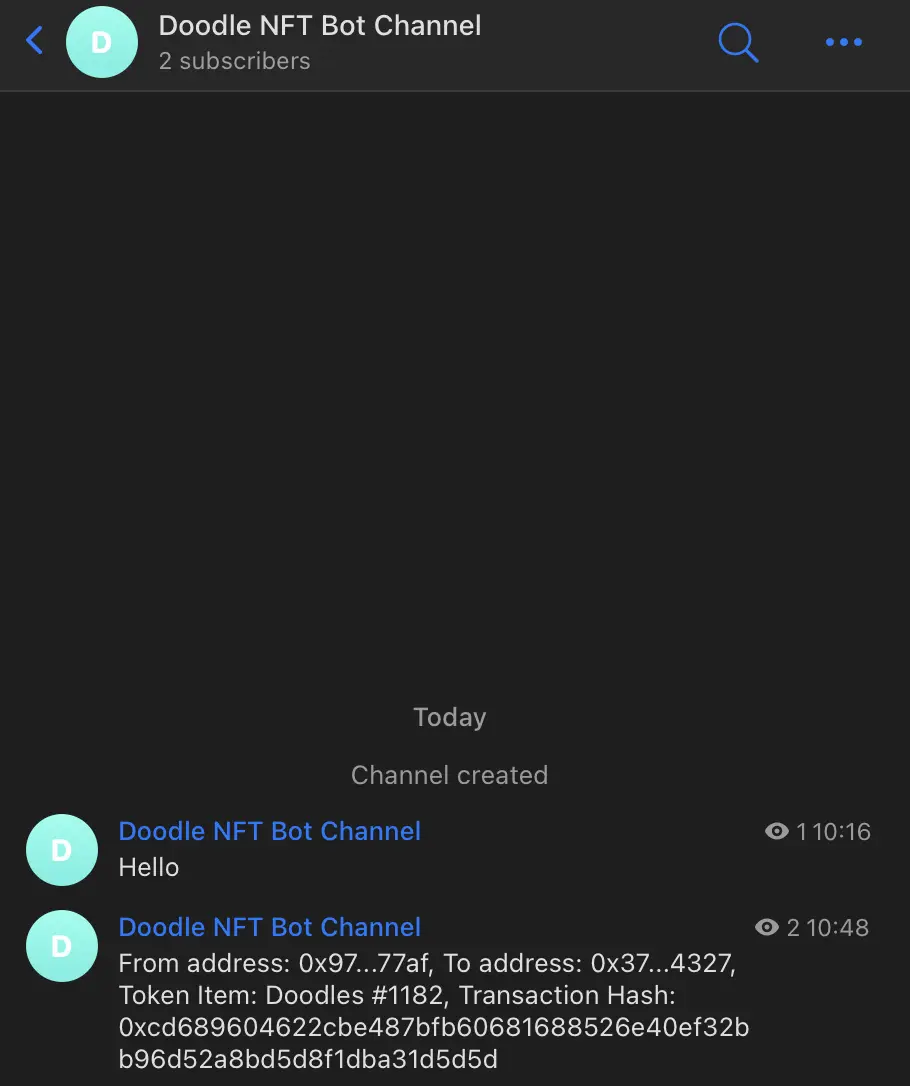 D
Doodle NFT Bot Channel
2 subscribers
Today
Channel created
D
Doodle NFT Bot Channel
1 10:16
Hello
D
Doodle NFT Bot Channel
2 10:48
From address: 0x97...77af, To address: 0x37...4327,
Token Item: Doodles #1182, Transaction Hash:
0xcd689604622cbe487bfb60681688526e40ef32b
b96d52a8bd5d8f1dba31d5d5d